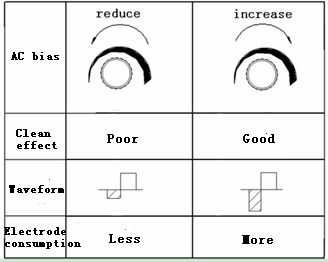 reduce increase
AC bias
Clean effect Poor Good
Waveform
Electrode consumption Less More